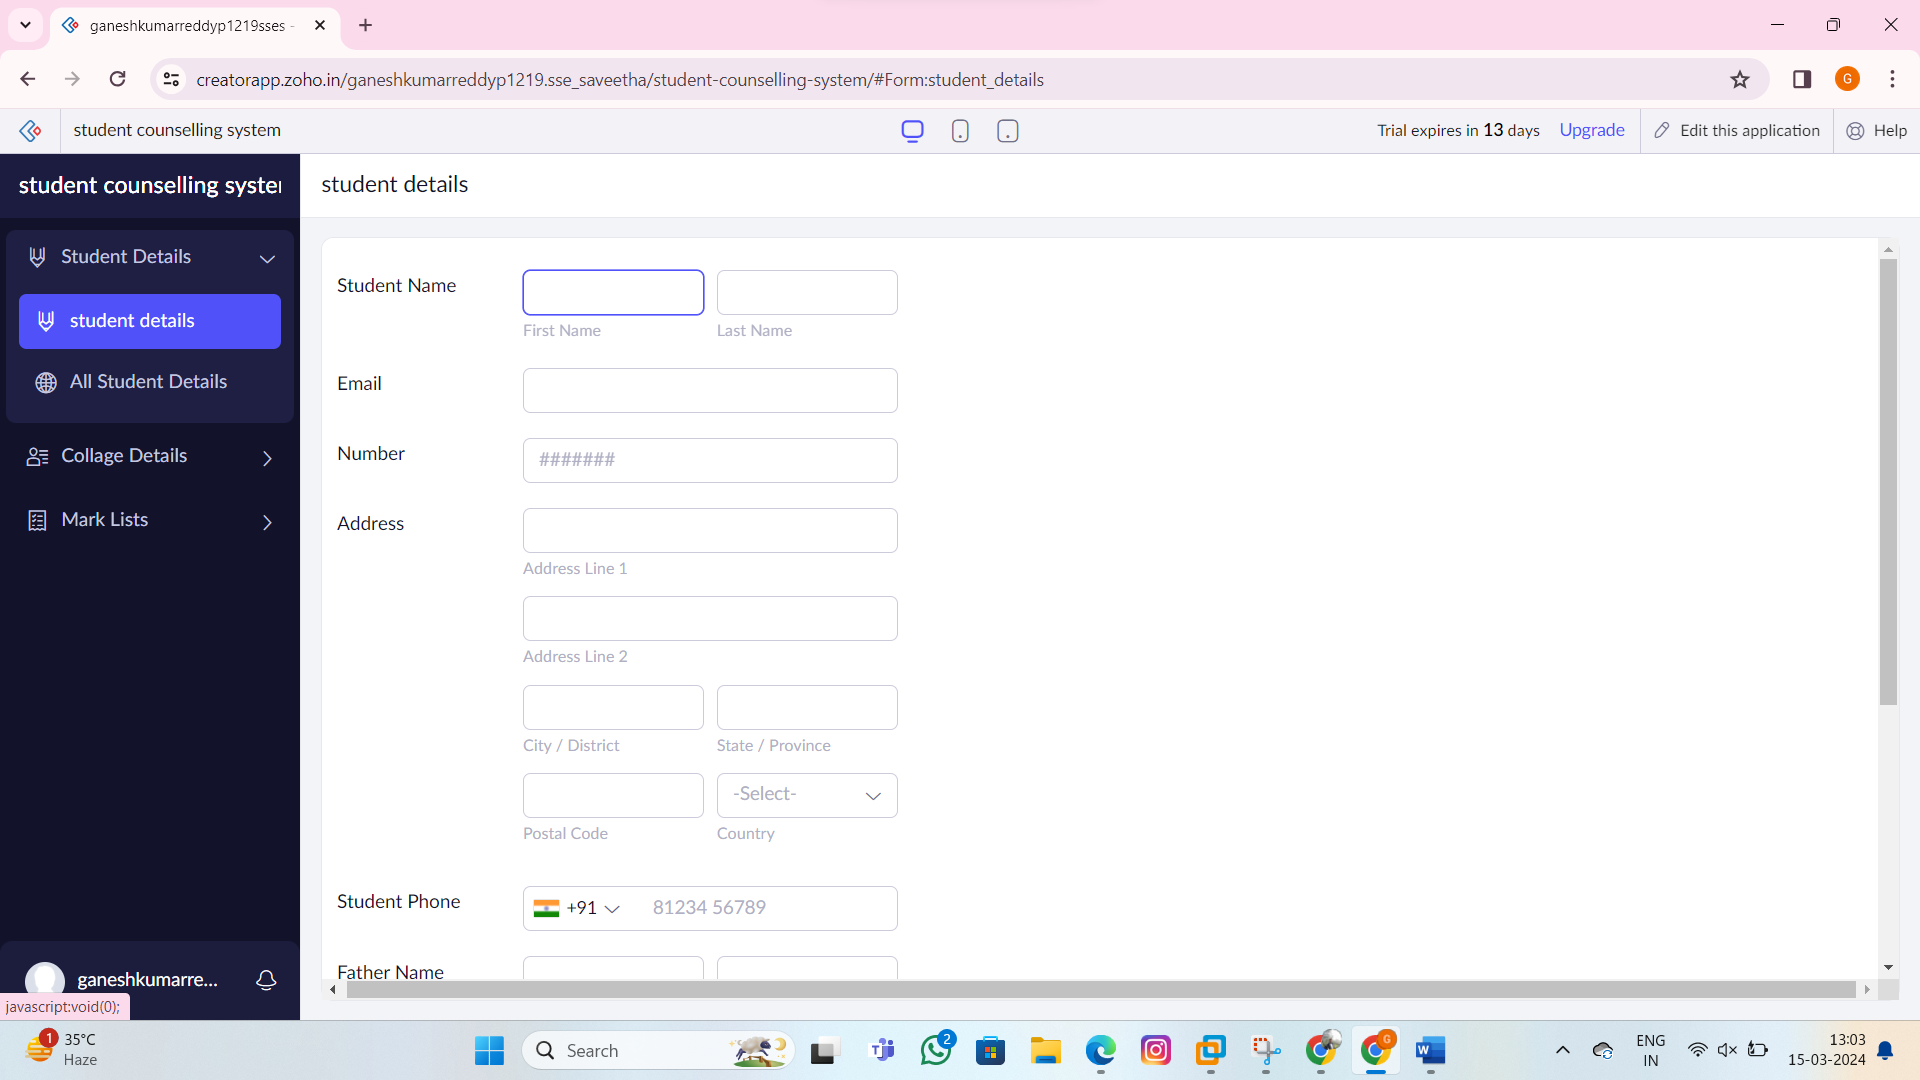 ganeshkumarreddyp1219sses -
creatorapp.zoho.in/ganeshkumarreddyp1219.sse_saveetha/student-counselling-system/#Form:student_details
G
student counselling system
Trial expires in 13 days
Upgrade
Edit this application
Help
student counselling syster
student details
Student Details
student details
All Student Details
Collage Details
Mark Lists
Student Name
First Name
Last Name
Email
Number
#######
Address
Address Line 1
Address Line 2
City / District
State / Province
-Select-
Postal Code
Country
Student Phone
+91
81234 56789
Father Name
ganeshkumarre...
javascript:void(0);
1
35°C
Haze
Search
2
G
W
ENG
IN
13:03
15-03-2024